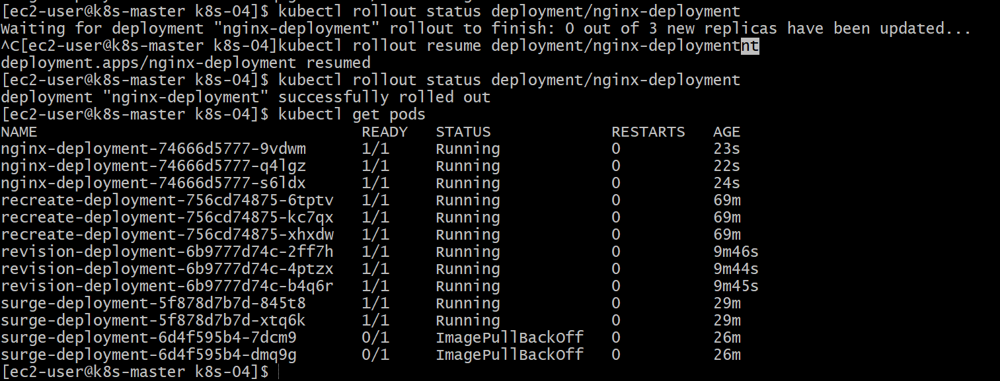 [ec2-user@k8s-master k8s-04]$ kubectl rollout status deployment/nginx-deployment
Waiting for deployment "nginx-deployment" rollout to finish: 0 out of 3 new replicas have been updated...
^C[ec2-user@k8s-master k8s-04]kubectl rollout resume deployment/nginx-deploymentnt
deployment.apps/nginx-deployment resumed
[ec2-user@k8s-master k8s-04]$ kubectl rollout status deployment/nginx-deployment
deployment "nginx-deployment" successfully rolled out
[ec2-user@k8s-master k8s-04]$ kubectl get pods
NAME READY STATUS RESTARTS AGE
nginx-deployment-74666d5777-9vdwm 1/1 Running 0 23s
nginx-deployment-74666d5777-q4lgz 1/1 Running 0 22s
nginx-deployment-74666d5777-s6ldx 1/1 Running 0 24s
recreate-deployment-756cd74875-6tptv 1/1 Running 0 69m
recreate-deployment-756cd74875-kc7qx 1/1 Running 0 69m
recreate-deployment-756cd74875-xhxdw 1/1 Running 0 69m
revision-deployment-6b9777d74c-2ff7h 1/1 Running 0 9m46s
revision-deployment-6b9777d74c-4ptzx 1/1 Running 0 9m44s
revision-deployment-6b9777d74c-b4q6r 1/1 Running 0 9m45s
surge-deployment-5f878d7b7d-845t8 1/1 Running 0 29m
surge-deployment-5f878d7b7d-xtq6k 1/1 Running 0 29m
surge-deployment-6d4f595b4-7dcm9 0/1 ImagePullBackOff 0 26m
surge-deployment-6d4f595b4-dmq9g 0/1 ImagePullBackOff 0 26m
[ec2-user@k8s-master k8s-04]$